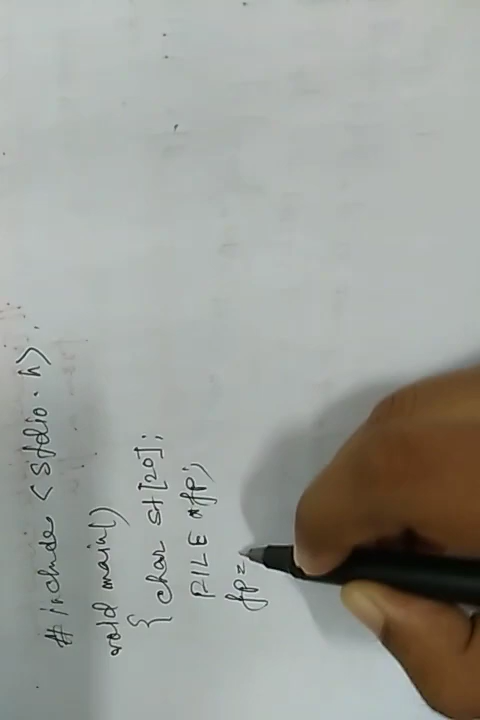 # include <stdio.h>.
void main()
{ char st[20];
FILE *fp;
fp=